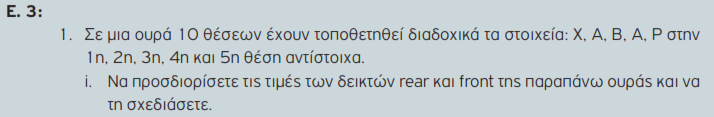 Ε. 3:
1. Σε μια ουρά 10 θέσεων έχουν τοποθετηθεί διαδοχικά τα στοιχεία: Χ, Α, Β, Α, Ρ στην
1η, 2η, 3η, 4η και 5η θέση αντίστοιχα.
i. Να προσδιορίσετε τις τιμές των δεικτών rear και front της παραπάνω ουράς και να
τη σχεδιάσετε.